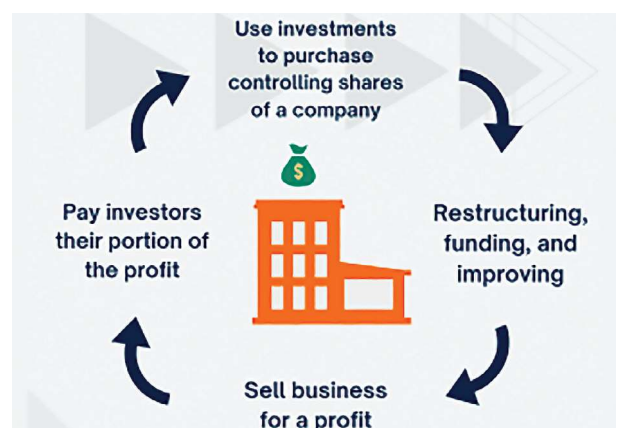 Use investments
to purchase
controlling shares
of a company
$
Restructuring,
funding, and
improving
Sell business
for a profit
Pay investors
their portion of
the profit